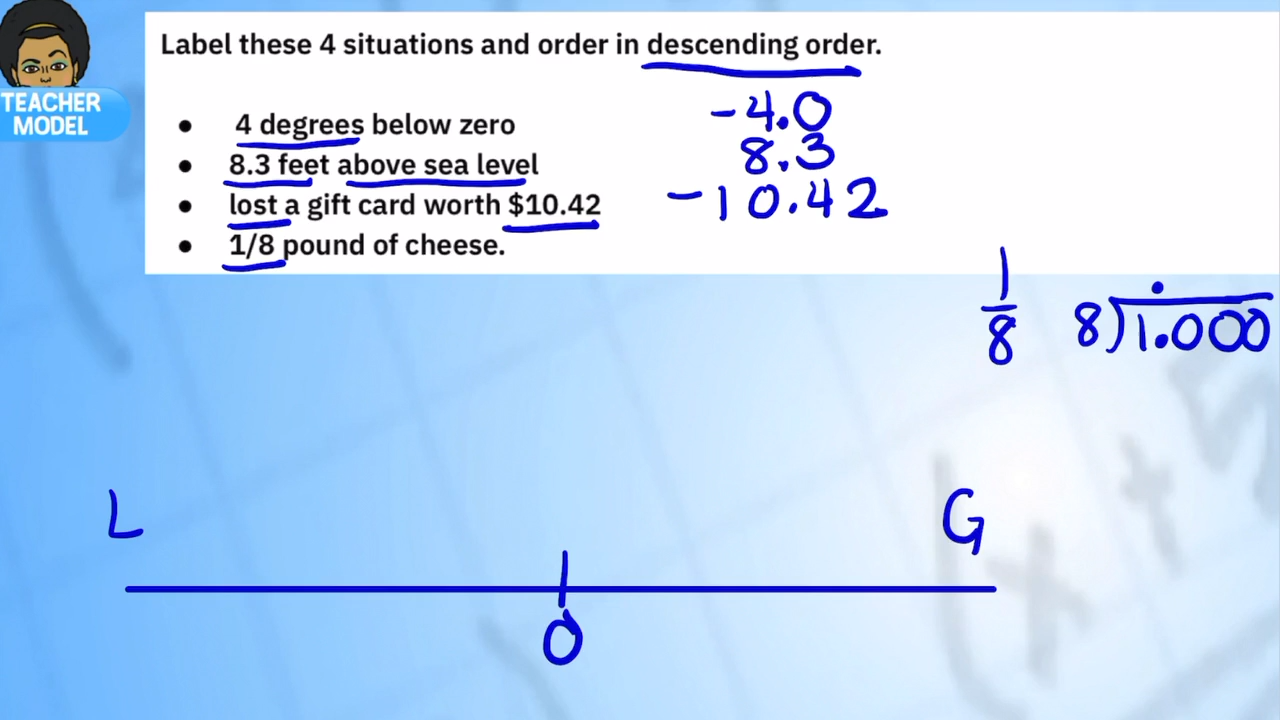 TEACHER
MODEL
Label these 4 situations and order in descending order.
• 4 degrees below zero
• 8.3 feet above sea level
• lost a gift card worth $10.42
• 1/8 pound of cheese.
-4.0
8.3
-10.42
1/8 8)1.000
.
L G
0